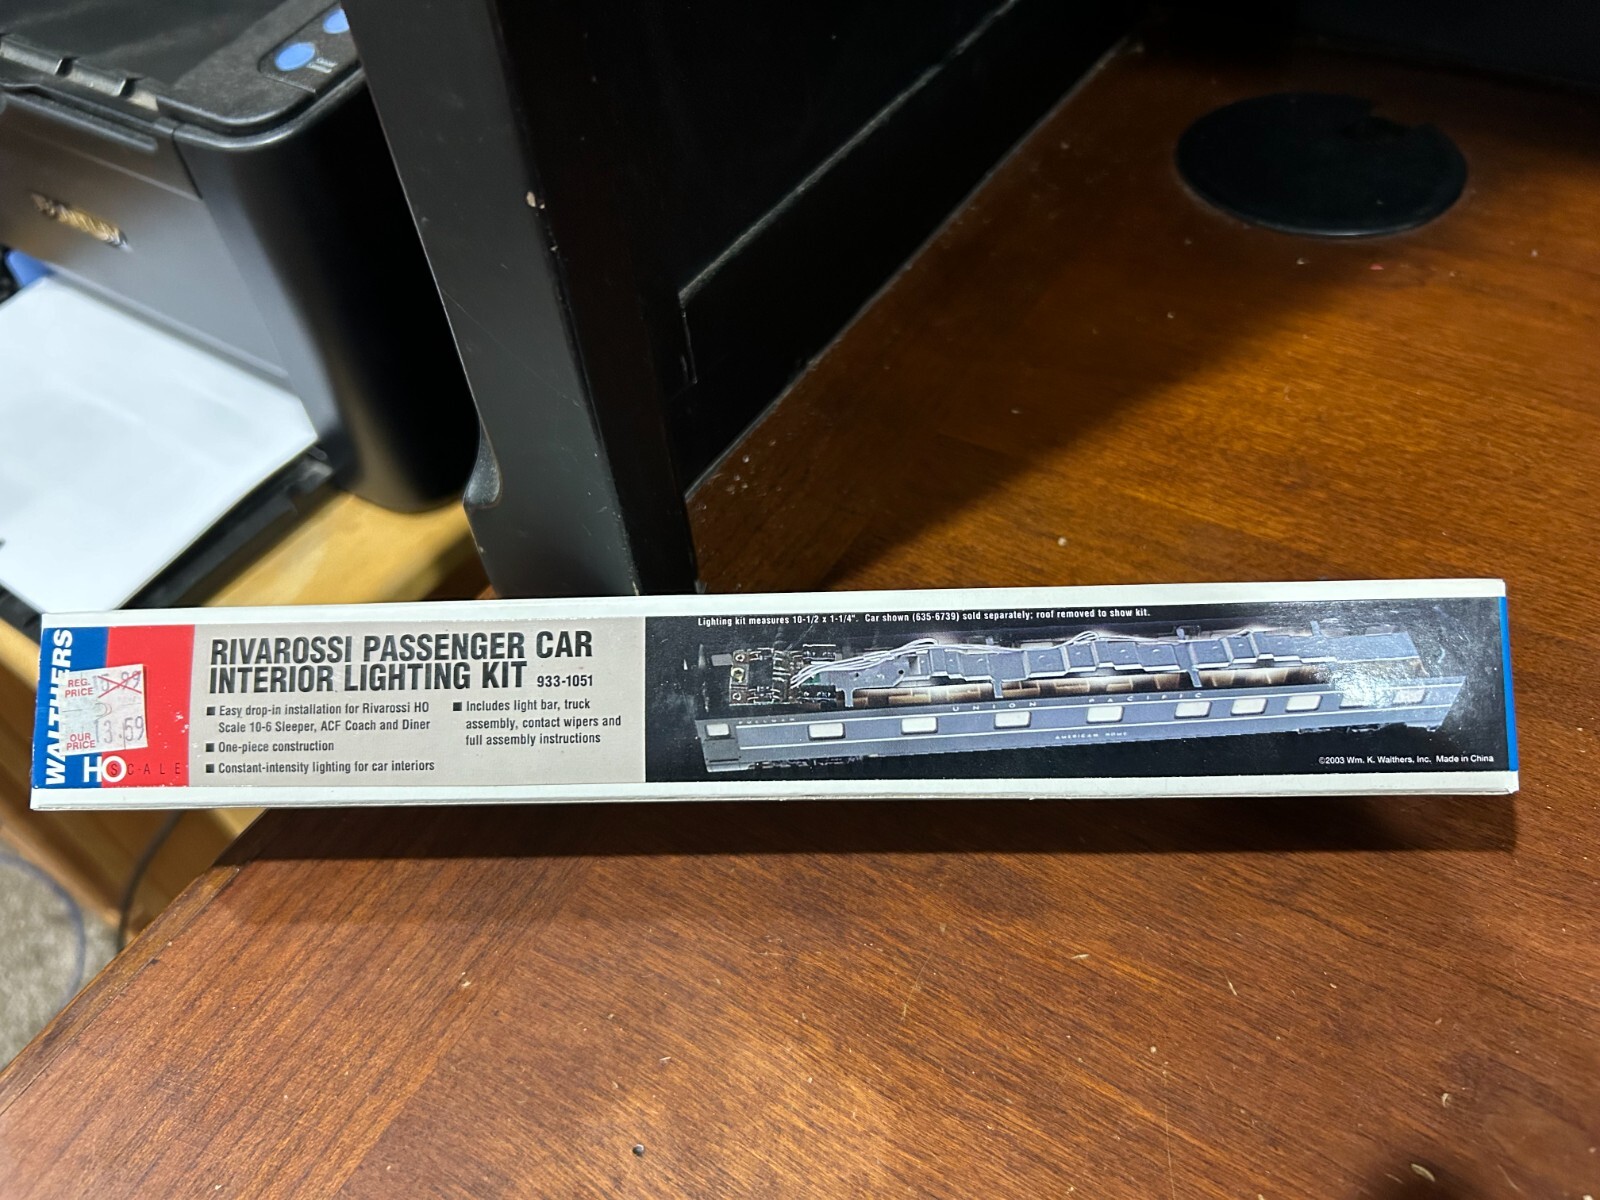 WALTHERS
REG. PRICE
OUR PRICE 13.59
HO SCALE
RIVAROSSI PASSENGER CAR
INTERIOR LIGHTING KIT 933-1051
■ Easy drop-in installation for Rivarossi HO
Scale 10-6 Sleeper, ACF Coach and Diner
■ One-piece construction
■ Constant-intensity lighting for car interiors
■ Includes light bar, truck
assembly, contact wipers and
full assembly instructions
Lighting kit measures 10-1/2 x 1-1/4". Car shown (635-6739) sold separately; roof removed to show kit.
PULLMAN
UNION PACIFIC
AMERICAN HOME
©2003 Wm. K. Walthers, Inc. Made in China